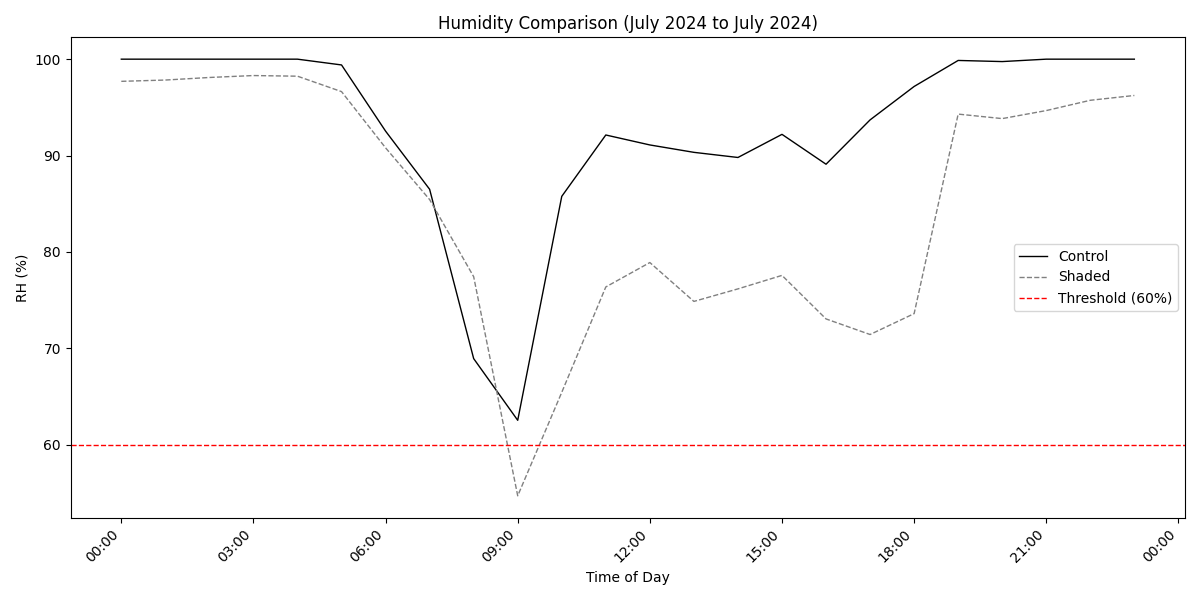 Humidity Comparison (July 2024 to July 2024)
100
90
80
70
60
RH (%)
Control
Shaded
Threshold (60%)
00:00
03:00
06:00
09:00
12:00
15:00
18:00
21:00
00:00
Time of Day